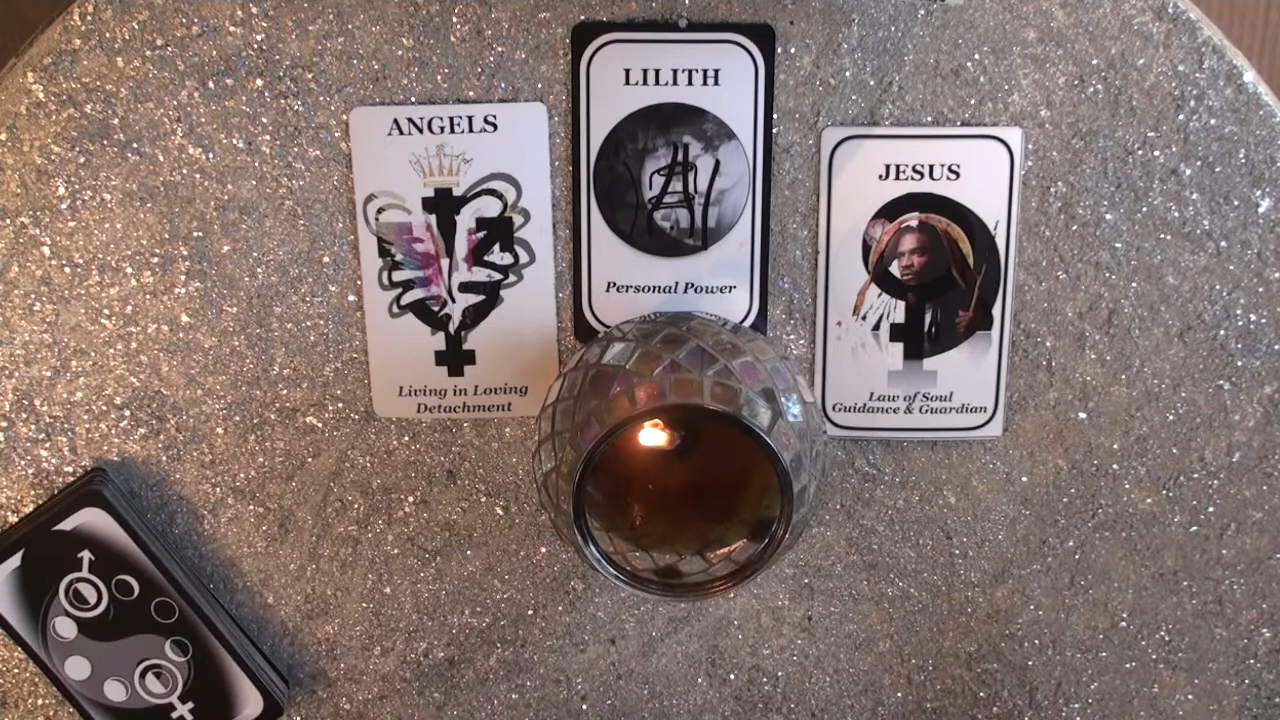 ANGELS
Living in Loving
Detachment
LILITH
Personal Power
JESUS
Law of Soul
Guidance & Guardian